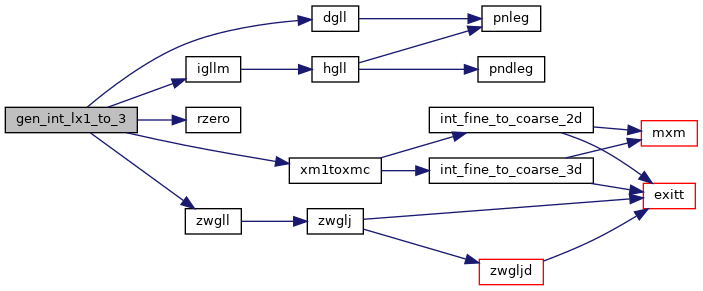 dgll
pnleg
igllm
hgll
pndleg
gen_int_lx1_to_3
rzero
int_fine_to_coarse_2d
mxm
xm1toxmc
int_fine_to_coarse_3d
exitt
zwgll
zwglj
zwgljd